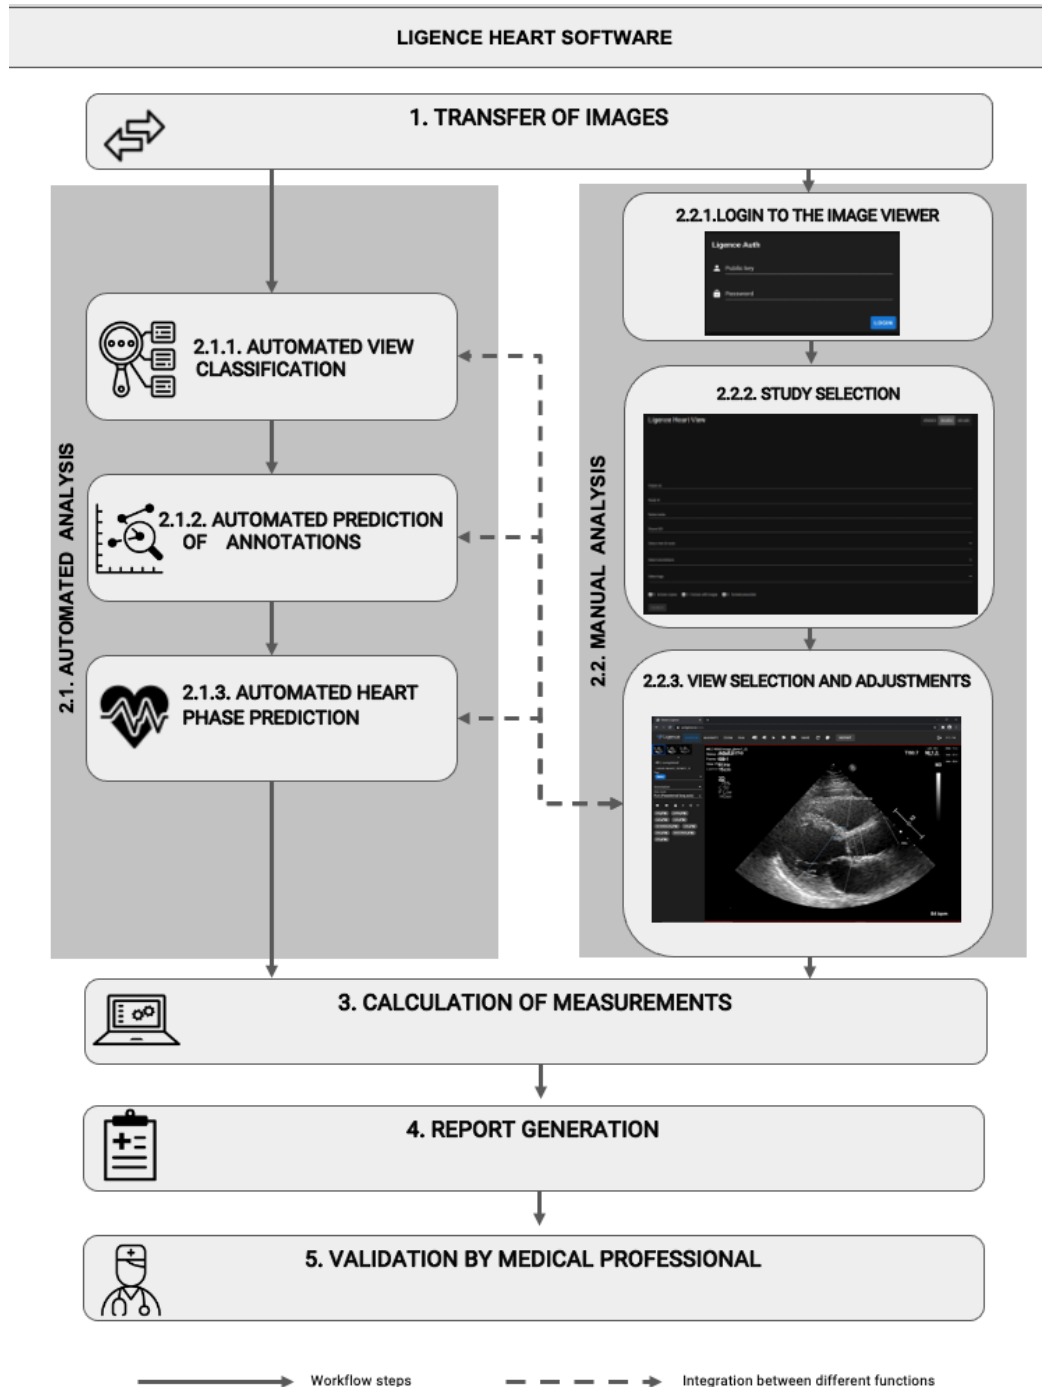 LIGENCE HEART SOFTWARE
1. TRANSFER OF IMAGES
2.1. AUTOMATED ANALYSIS
2.1.1. AUTOMATED VIEW
CLASSIFICATION
2.1.2. AUTOMATED PREDICTION
OF ANNOTATIONS
2.1.3. AUTOMATED HEART
PHASE PREDICTION
2.2. MANUAL ANALYSIS
2.2.1.LOGIN TO THE IMAGE VIEWER
Ligence Auth
Public key
Password
LOGIN
2.2.2. STUDY SELECTION
Ligence Heart View
2.2.3. VIEW SELECTION AND ADJUSTMENTS
3. CALCULATION OF MEASUREMENTS
4. REPORT GENERATION
5. VALIDATION BY MEDICAL PROFESSIONAL
Workflow steps
Integration between different functions